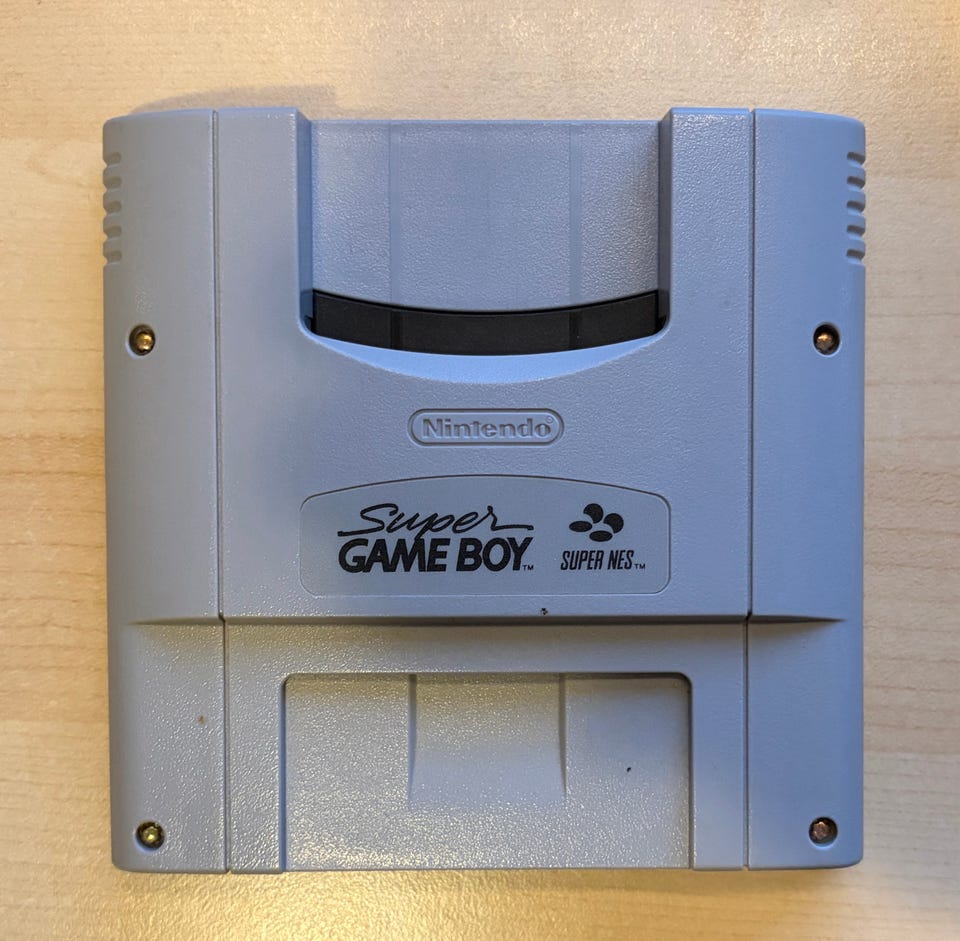 Nintendo®
Super
GAME BOY™
SUPER NES™